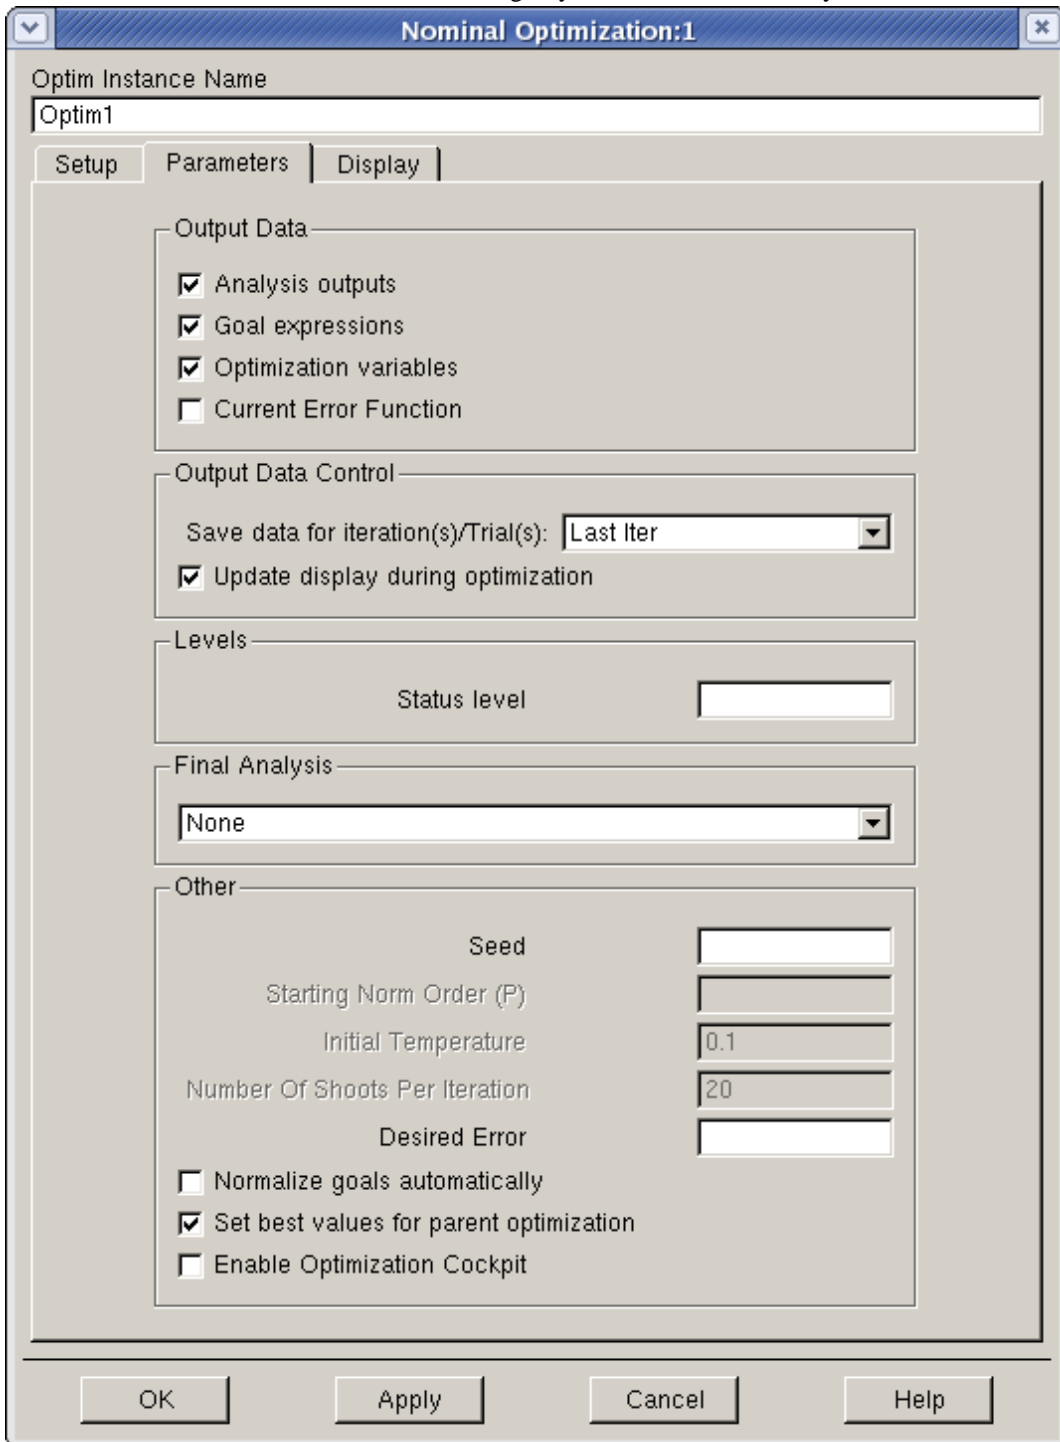 Nominal Optimization:1
Optim Instance Name
Optim1
Setup Parameters Display
Output Data
Analysis outputs
Goal expressions
Optimization variables
Current Error Function
Output Data Control
Save data for iteration(s)/Trial(s): Last Iter
Update display during optimization
Levels
Status level
Final Analysis
None
Other
Seed
Starting Norm Order (P)
Initial Temperature 0.1
Number Of Shoots Per Iteration 20
Desired Error
Normalize goals automatically
Set best values for parent optimization
Enable Optimization Cockpit
OK Apply Cancel Help